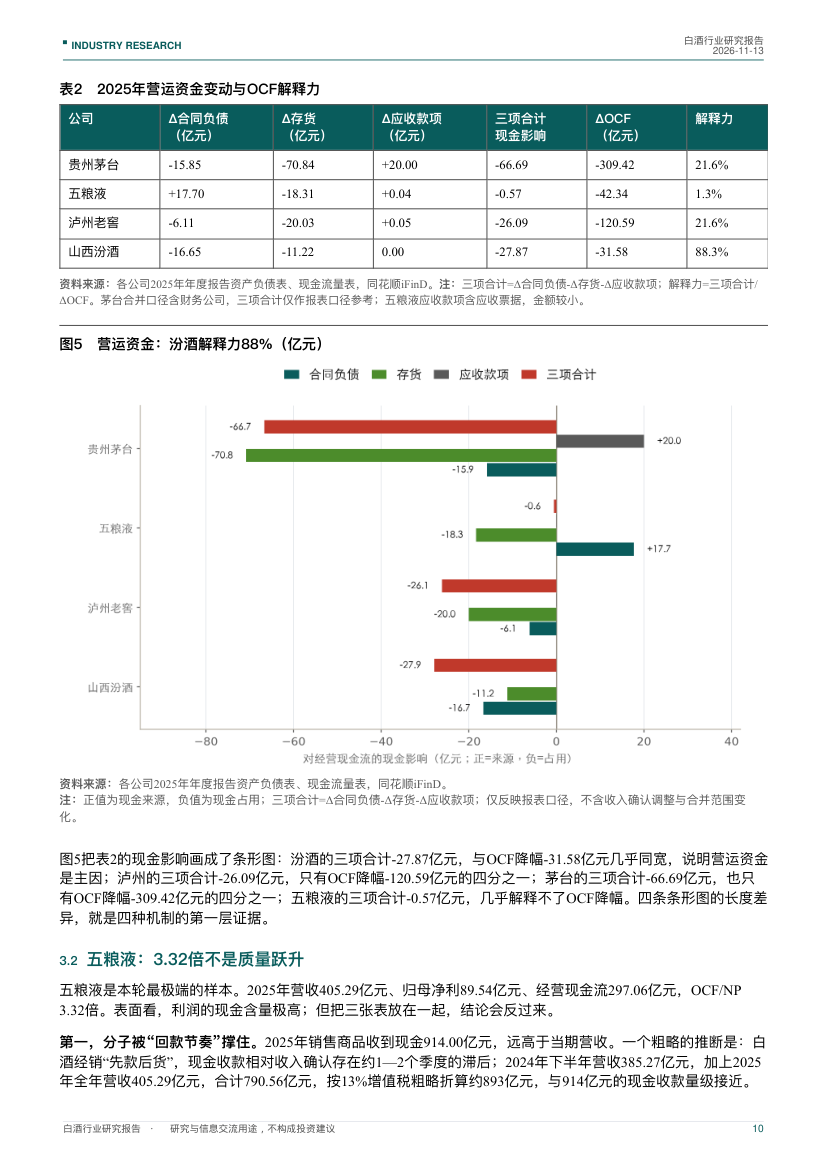 INDUSTRY RESEARCH
白酒行业研究报告
2026-11-13
表2 2025年营运资金变动与OCF解释力
公司 Δ合同负债（亿元） Δ存货（亿元） Δ应收款项（亿元） 三项合计现金影响 ΔOCF（亿元） 解释力
贵州茅台 -15.85 -70.84 +20.00 -66.69 -309.42 21.6%
五粮液 +17.70 -18.31 +0.04 -0.57 -42.34 1.3%
泸州老窖 -6.11 -20.03 +0.05 -26.09 -120.59 21.6%
山西汾酒 -16.65 -11.22 0.00 -27.87 -31.58 88.3%
资料来源：各公司2025年年度报告资产负债表、现金流量表，同花顺iFinD。注：三项合计=Δ合同负债-Δ存货-Δ应收款项；解释力=三项合计/
ΔOCF。茅台合并口径含财务公司，三项合计仅作报表口径参考；五粮液应收款项含应收票据，金额较小。
图5 营运资金：汾酒解释力88%（亿元）
合同负债 存货 应收款项 三项合计
贵州茅台
-66.7
+20.0
-70.8
-15.9
五粮液
-0.6
-18.3
+17.7
泸州老窖
-26.1
-20.0
-6.1
山西汾酒
-27.9
-11.2
-16.7
−80 −60 −40 −20 0 20 40
对经营现金流的现金影响（亿元；正=来源，负=占用）
资料来源：各公司2025年年度报告资产负债表、现金流量表，同花顺iFinD。
注：正值为现金来源，负值为现金占用；三项合计=Δ合同负债-Δ存货-Δ应收款项；仅反映报表口径，不含收入确认调整与合并范围变
化。
图5把表2的现金影响画成了条形图：汾酒的三项合计-27.87亿元，与OCF降幅-31.58亿元几乎同宽，说明营运资金
是主因；泸州的三项合计-26.09亿元，只有OCF降幅-120.59亿元的四分之一；茅台的三项合计-66.69亿元，也只
有OCF降幅-309.42亿元的四分之一；五粮液的三项合计-0.57亿元，几乎解释不了OCF降幅。四条条形图的长度差
异，就是四种机制的第一层证据。
3.2 五粮液：3.32倍不是质量跃升
五粮液是本轮最极端的样本。2025年营收405.29亿元、归母净利89.54亿元、经营现金流297.06亿元，OCF/NP
3.32倍。表面看，利润的现金含量极高；但把三张表放在一起，结论会反过来。
第一，分子被“回款节奏”撑住。2025年销售商品收到现金914.00亿元，远高于当期营收。一个粗略的推断是：白
酒经销“先款后货”，现金收款相对收入确认存在约1—2个季度的滞后；2024年下半年营收385.27亿元，加上2025
年全年营收405.29亿元，合计790.56亿元，按13%增值税粗略折算约893亿元，与914亿元的现金收款量级接近。
白酒行业研究报告 · 研究与信息交流用途，不构成投资建议
10